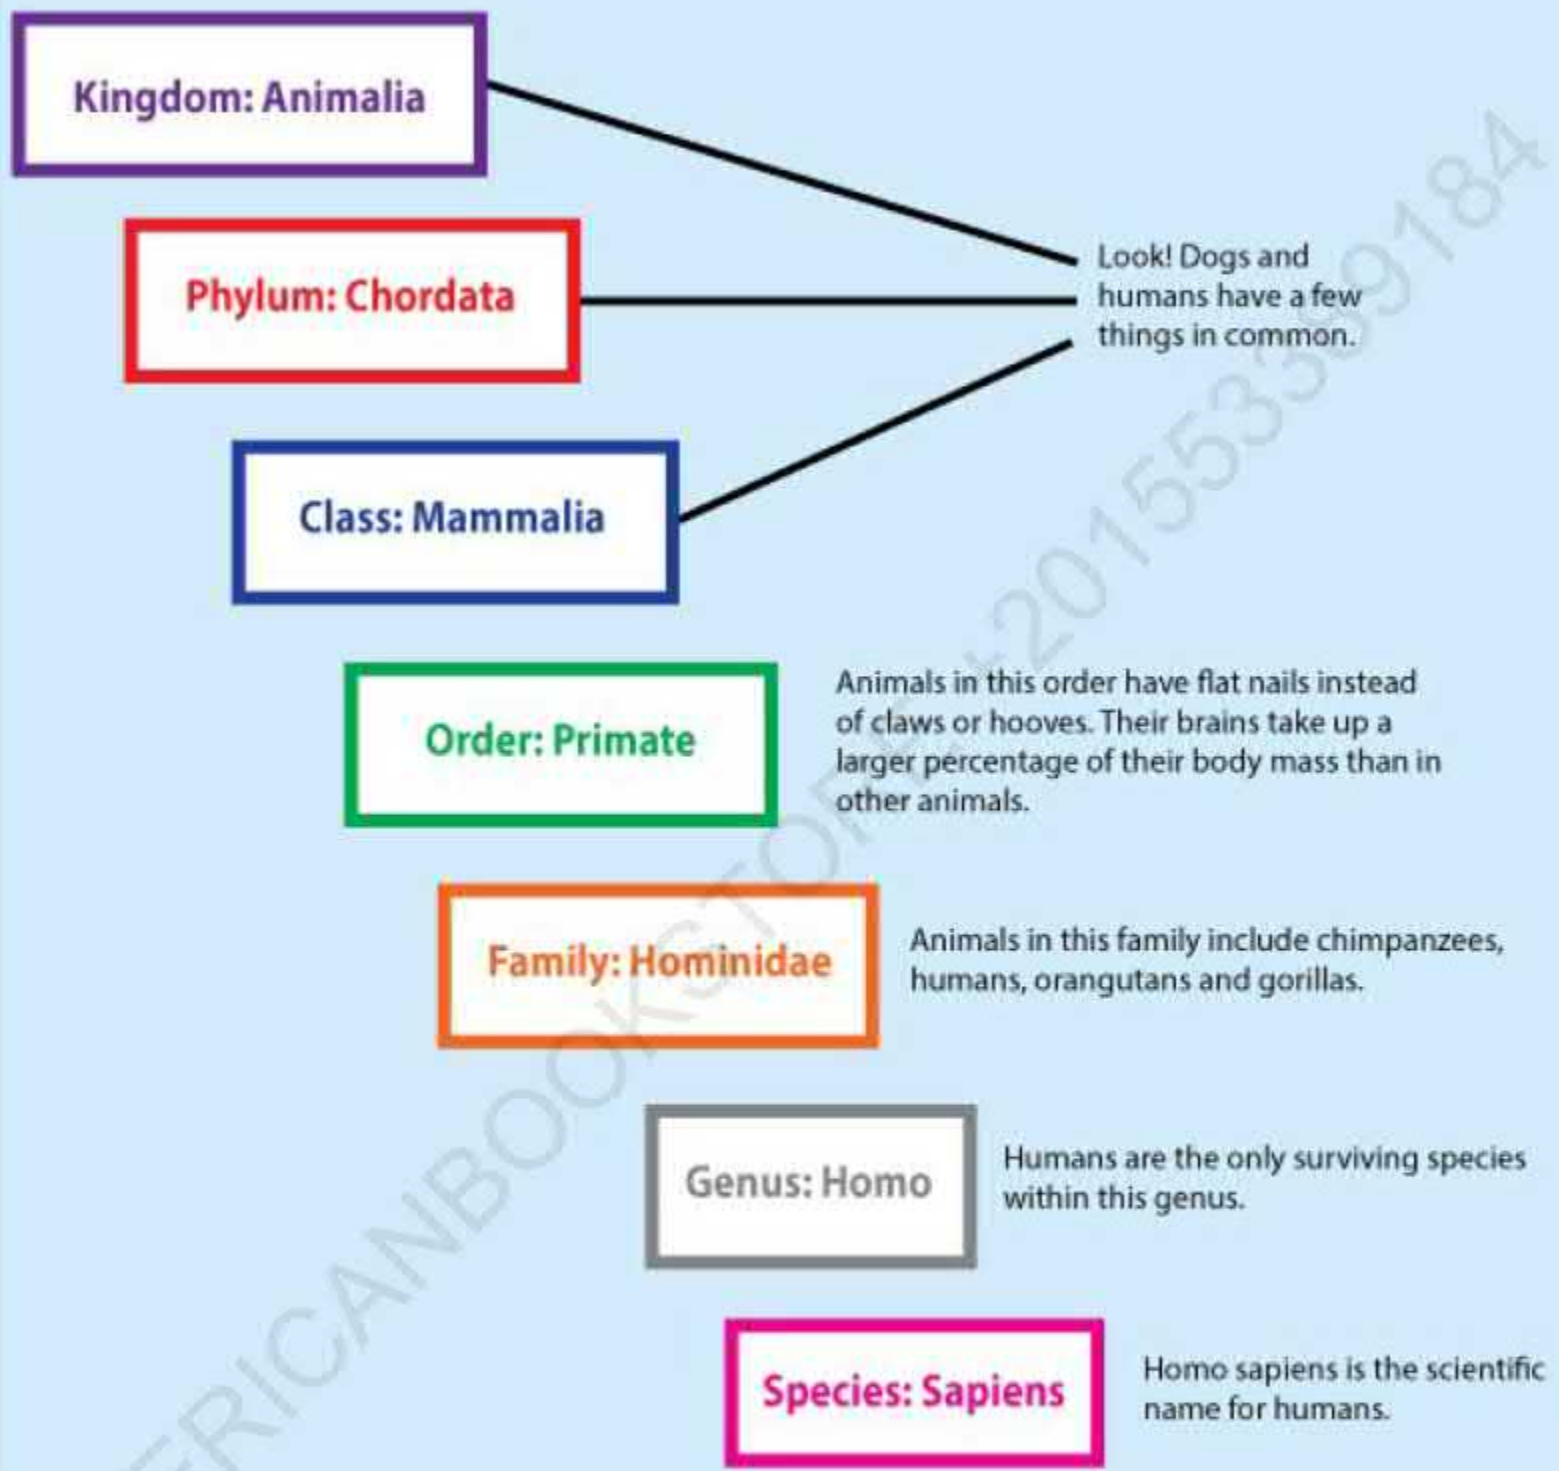 Kingdom: Animalia
Phylum: Chordata
Look! Dogs and
humans have a few
things in common.
Class: Mammalia
Order: Primate
Animals in this order have flat nails instead
of claws or hooves. Their brains take up a
larger percentage of their body mass than in
other animals.
Family: Hominidae
Animals in this family include chimpanzees,
humans, orangutans and gorillas.
Genus: Homo
Humans are the only surviving species
within this genus.
Species: Sapiens
Homo sapiens is the scientific
name for humans.